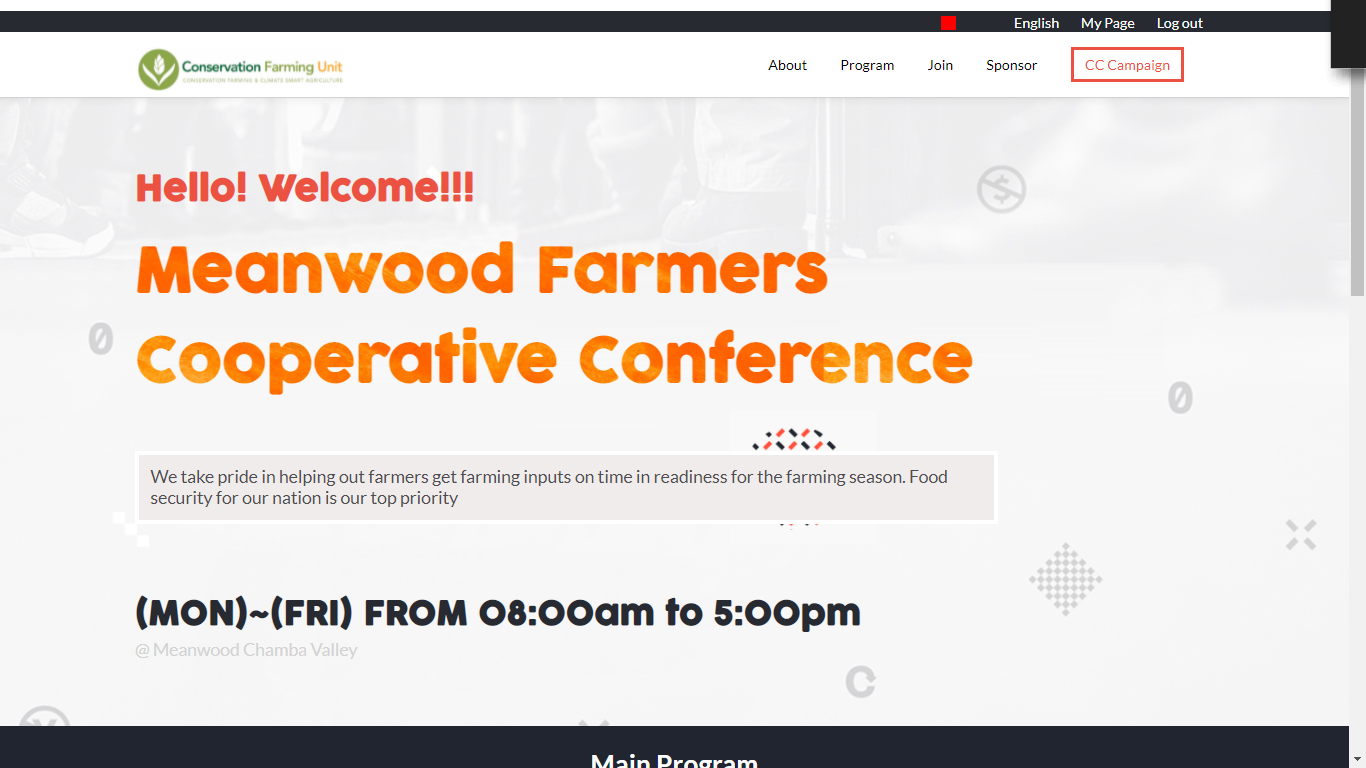 English My Page Log out
Conservation Farming Unit
CONSERVATION FARMING & CLIMATE SMART AGRICULTURE
About Program Join Sponsor CC Campaign
Hello! Welcome!!!
Meanwood Farmers
Cooperative Conference
We take pride in helping out farmers get farming inputs on time in readiness for the farming season. Food
security for our nation is our top priority
(MON)~(FRI) FROM 08:00am to 5:00pm
@ Meanwood Chamba Valley
Main Program